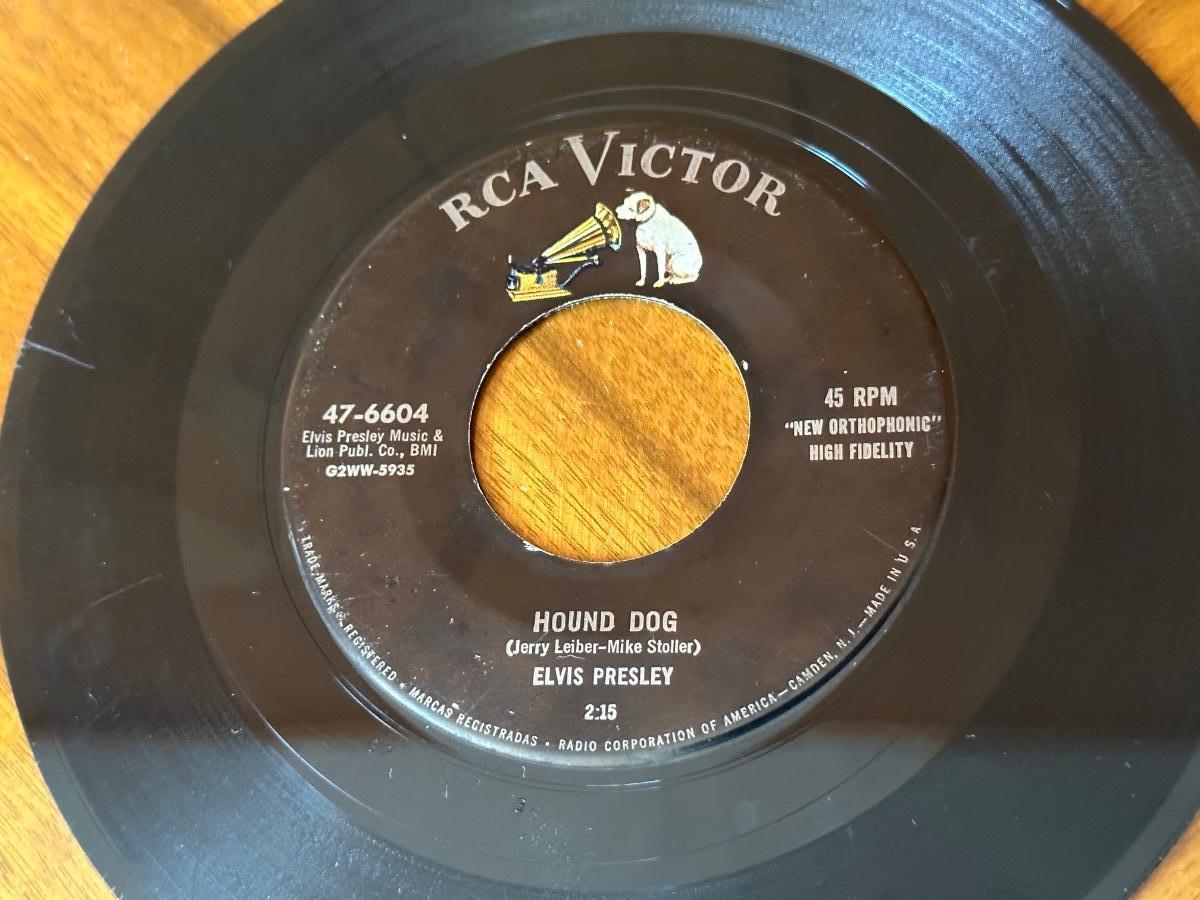 RCA VICTOR
47-6604
Elvis Presley Music &
Lion Publ. Co., BMI
G2WW-5935
45 RPM
"NEW ORTHOPHONIC"
HIGH FIDELITY
HOUND DOG
(Jerry Leiber–Mike Stoller)
ELVIS PRESLEY
2:15
TRADE MARKS ® REGISTERED • MARCAS REGISTRADAS • RADIO CORPORATION OF AMERICA—CAMDEN, N. J.—MADE IN U. S. A.